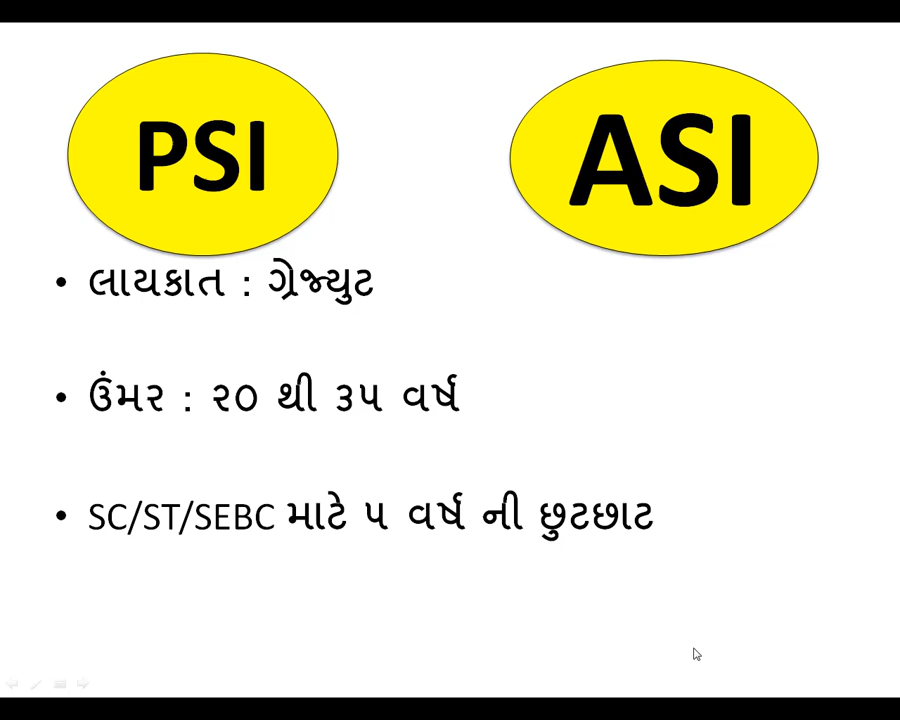 PSI
ASI
• લાયકાત : ગ્રેજ્યુટ
• ઉંમર : ૨૦ થી ૩૫ વર્ષ
• SC/ST/SEBC માટે ૫ વર્ષ ની છુટછાટ